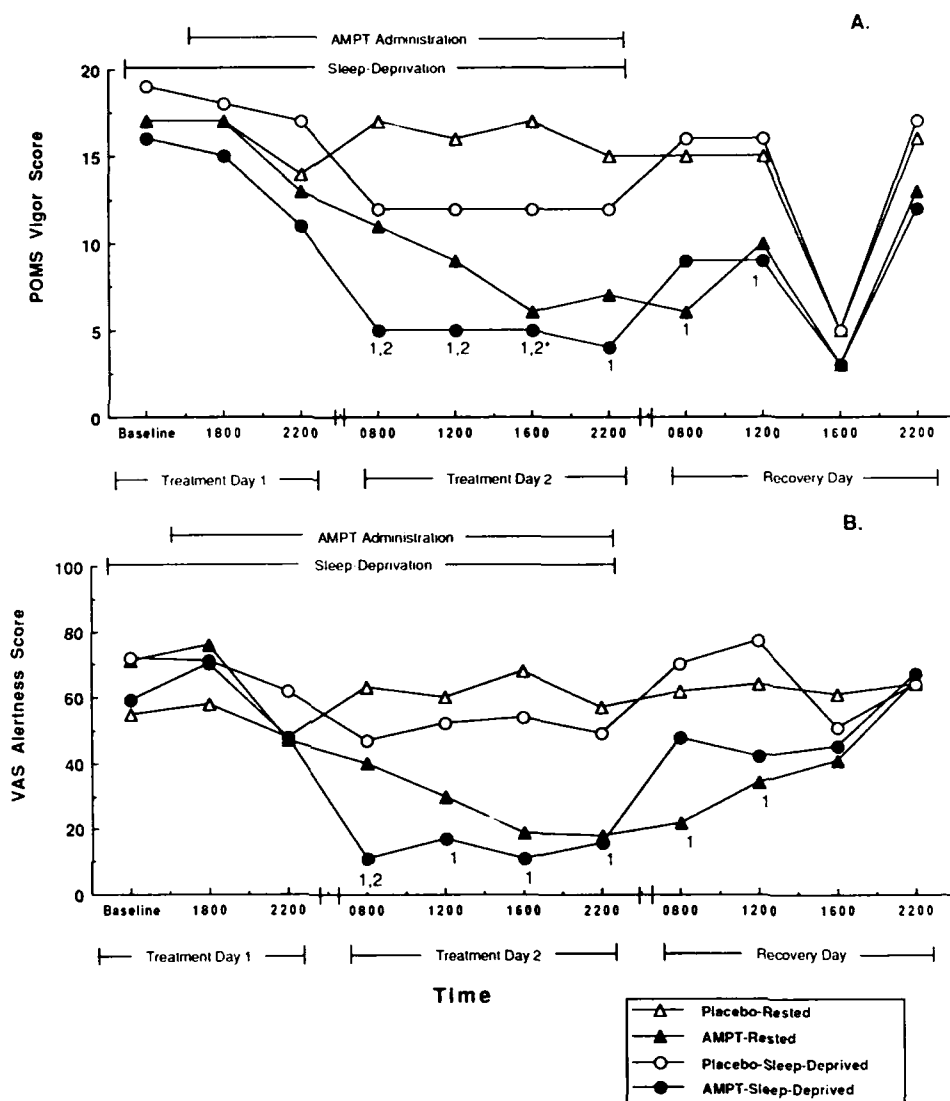 A.
AMPT Administration
Sleep-Deprivation
POMS Vigor Score
20
15
10
5
0
1,2
1,2
1,2*
1
1
1
Baseline 1800 2200 0800 1200 1600 2200 0800 1200 1600 2200
Treatment Day 1 Treatment Day 2 Recovery Day
B.
AMPT Administration
Sleep-Deprivation
VAS Alertness Score
100
80
60
40
20
0
1,2
1
1
1
1
1
Baseline 1800 2200 0800 1200 1600 2200 0800 1200 1600 2200
Treatment Day 1 Treatment Day 2 Recovery Day
Time
Placebo-Rested
AMPT-Rested
Placebo-Sleep-Deprived
AMPT-Sleep-Deprived